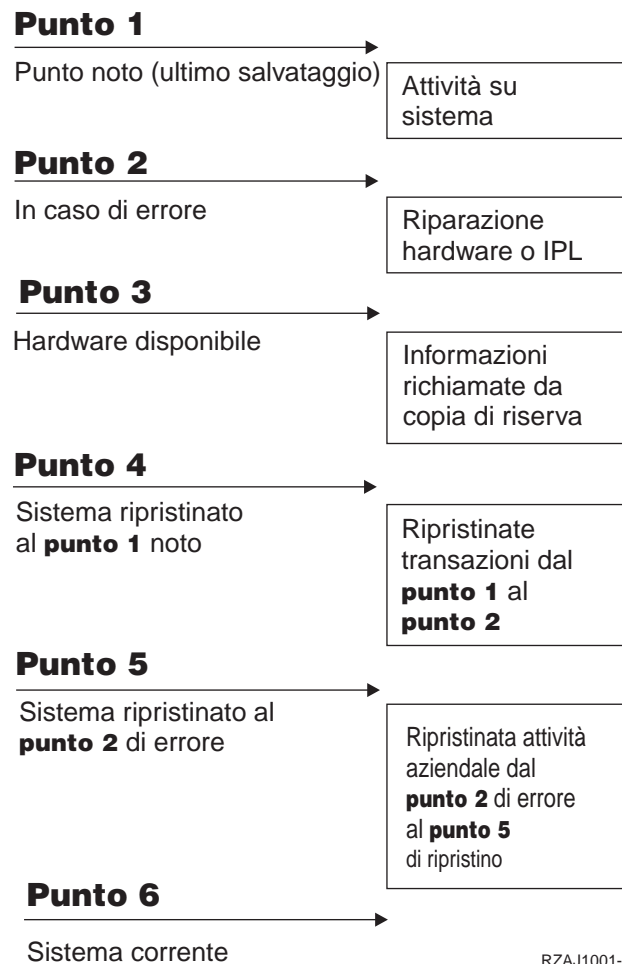 Punto 1
Punto noto (ultimo salvataggio)
Attività su
sistema
Punto 2
In caso di errore
Riparazione
hardware o IPL
Punto 3
Hardware disponibile
Informazioni
richiamate da
copia di riserva
Punto 4
Sistema ripristinato
al punto 1 noto
Ripristinate
transazioni dal
punto 1 al
punto 2
Punto 5
Sistema ripristinato al
punto 2 di errore
Ripristinata attività
aziendale dal
punto 2 di errore
al punto 5
di ripristino
Punto 6
Sistema corrente
RZAJ1001-